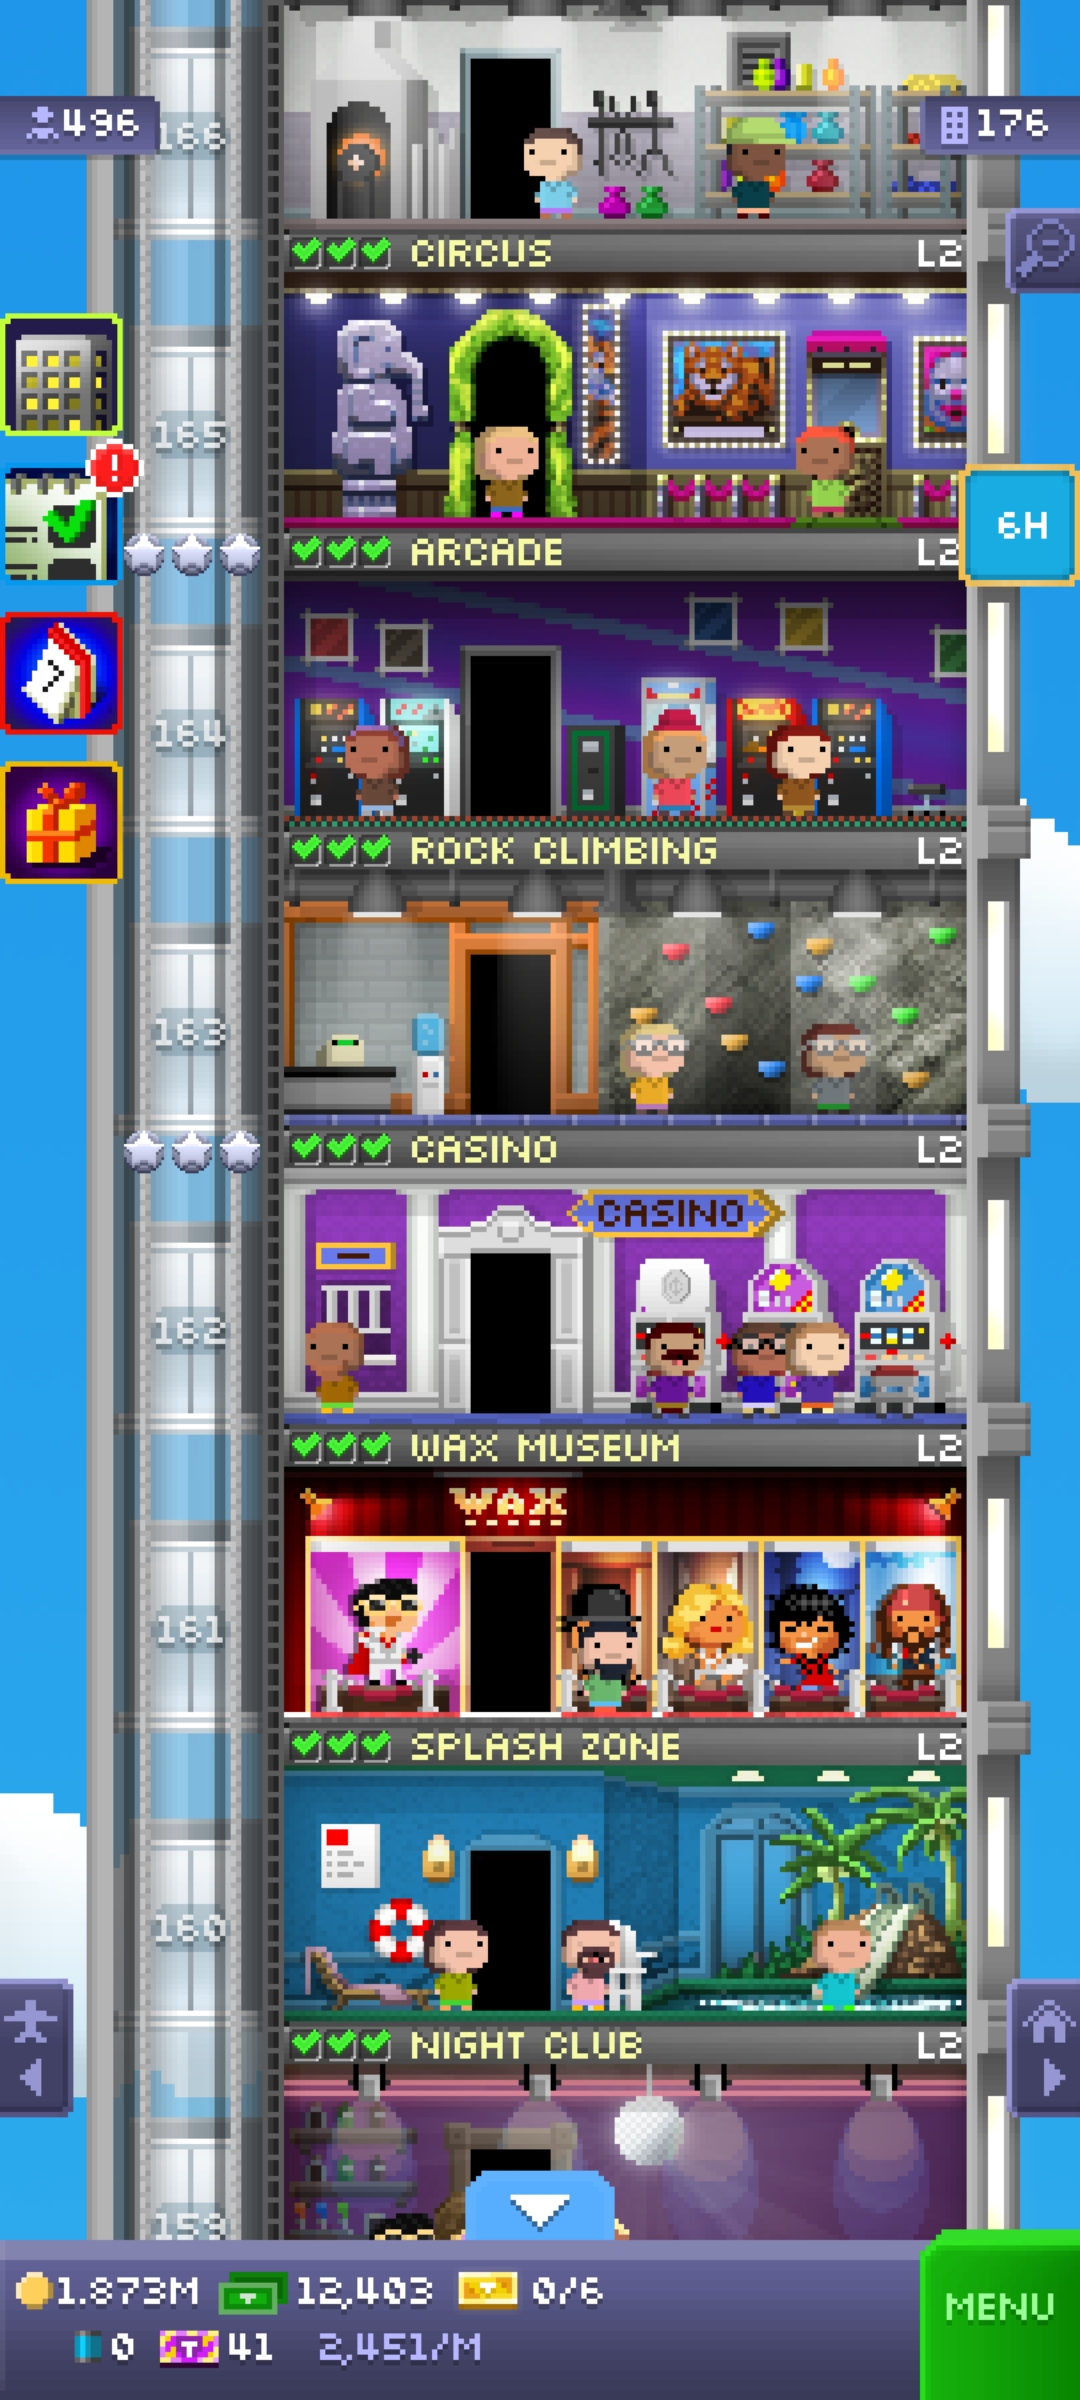 496
166
176
CIRCUS L2
165
ARCADE L2
6H
7
164
ROCK CLIMBING L2
163
CASINO L2
CASINO
162
WAX MUSEUM L2
WAX
161
SPLASH ZONE L2
160
NIGHT CLUB L2
159
1.873M 12,403 0/6
MENU
0 T 41 2,451/M